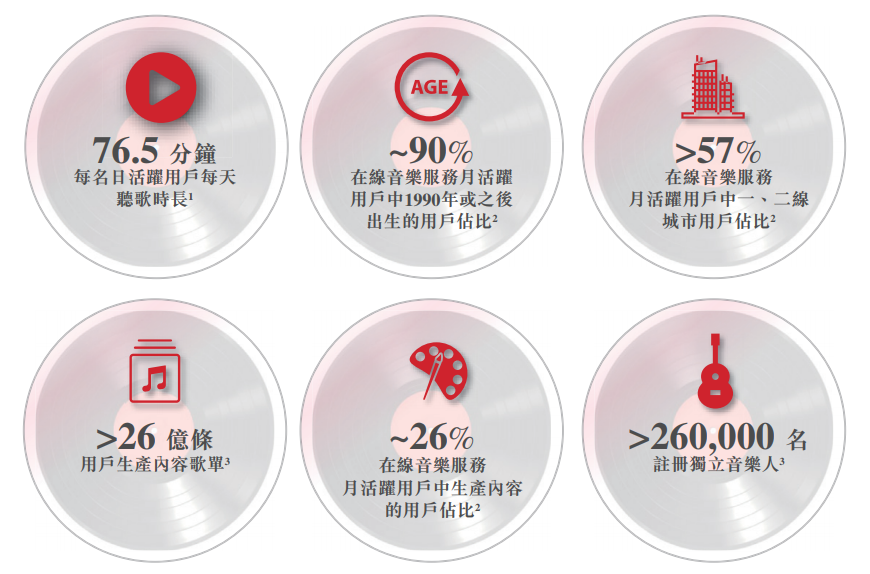 76.5 分鐘
每名日活躍用戶每天
聽歌時長¹
AGE
~90%
在線音樂服務月活躍
用戶中1990年或之後
出生的用戶佔比²
>57%
在線音樂服務
月活躍用戶中一、二線
城市用戶佔比²
>26 億條
用戶生產內容歌單³
~26%
在線音樂服務
月活躍用戶中生產內容
的用戶佔比²
>260,000 名
註冊獨立音樂人³